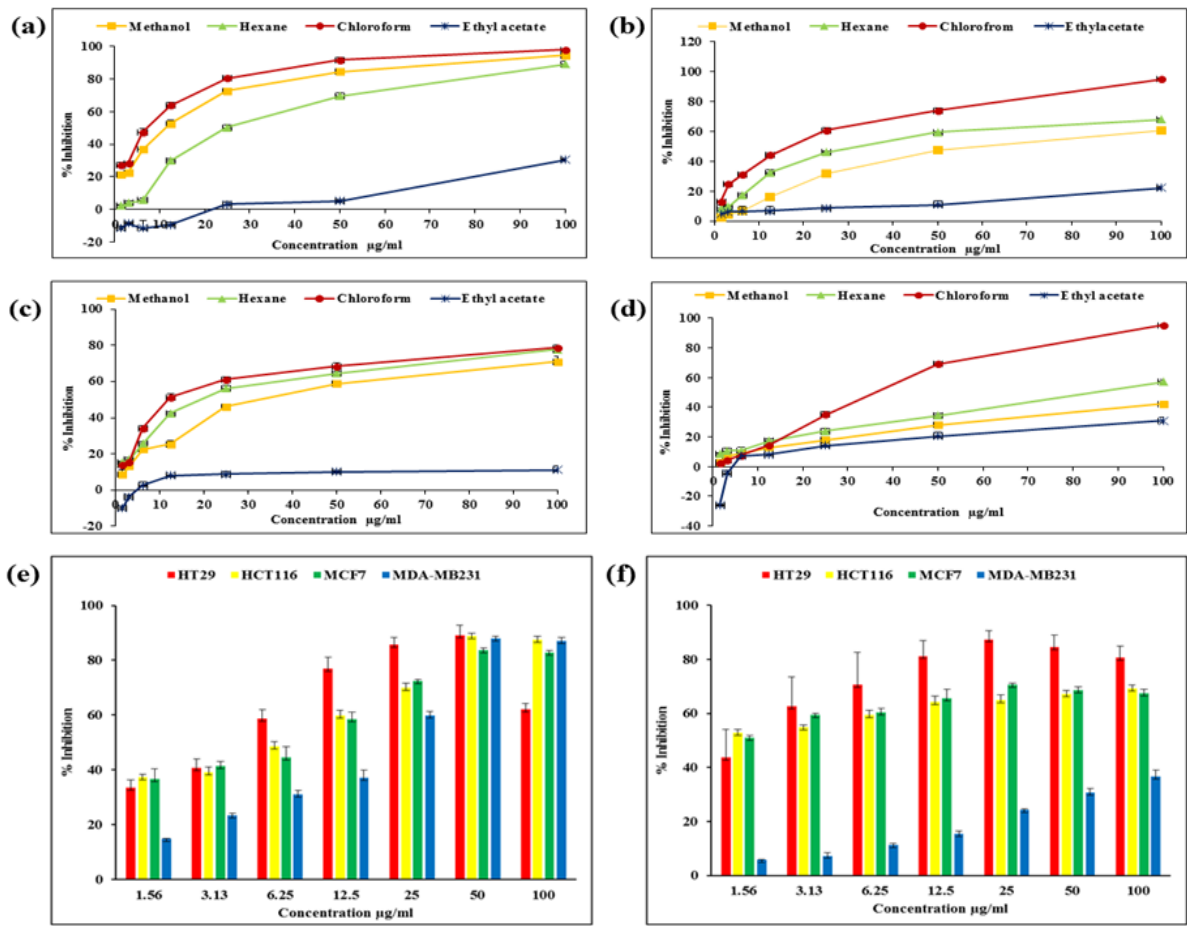 (a)
Methanol Hexane Chloroform Ethyl acetate
100
80
60
40
20
0
-20
0 10 20 30 40 50 60 70 80 90 100
% Inhibition
Concentration µg/ml
(b)
Methanol Hexane Chlorofrom Ethylacetate
120
100
80
60
40
20
0
0 10 20 30 40 50 60 70 80 90 100
% Inhibition
Concentration µg/ml
(c)
Methanol Hexane Chloroform Ethyl acetate
100
80
60
40
20
0
-20
0 10 20 30 40 50 60 70 80 90 100
% Inhibition
Concentration µg/ml
(d)
Methanol Hexane Chloroform Ethyl acetate
100
80
60
40
20
0
-20
-40
0 10 20 30 40 50 60 70 80 90 100
% Inhibition
Concentration µg/ml
(e)
HT29 HCT116 MCF7 MDA-MB231
100
80
60
40
20
0
1.56 3.13 6.25 12.5 25 50 100
% Inhibition
Concentration µg/ml
(f)
HT29 HCT116 MCF7 MDA-MB231
100
80
60
40
20
0
1.56 3.13 6.25 12.5 25 50 100
% Inhibition
Concentration µg/ml